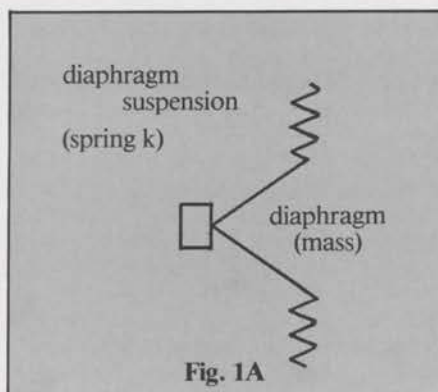 diaphragm
suspension
(spring k)
diaphragm
(mass)
Fig. 1A